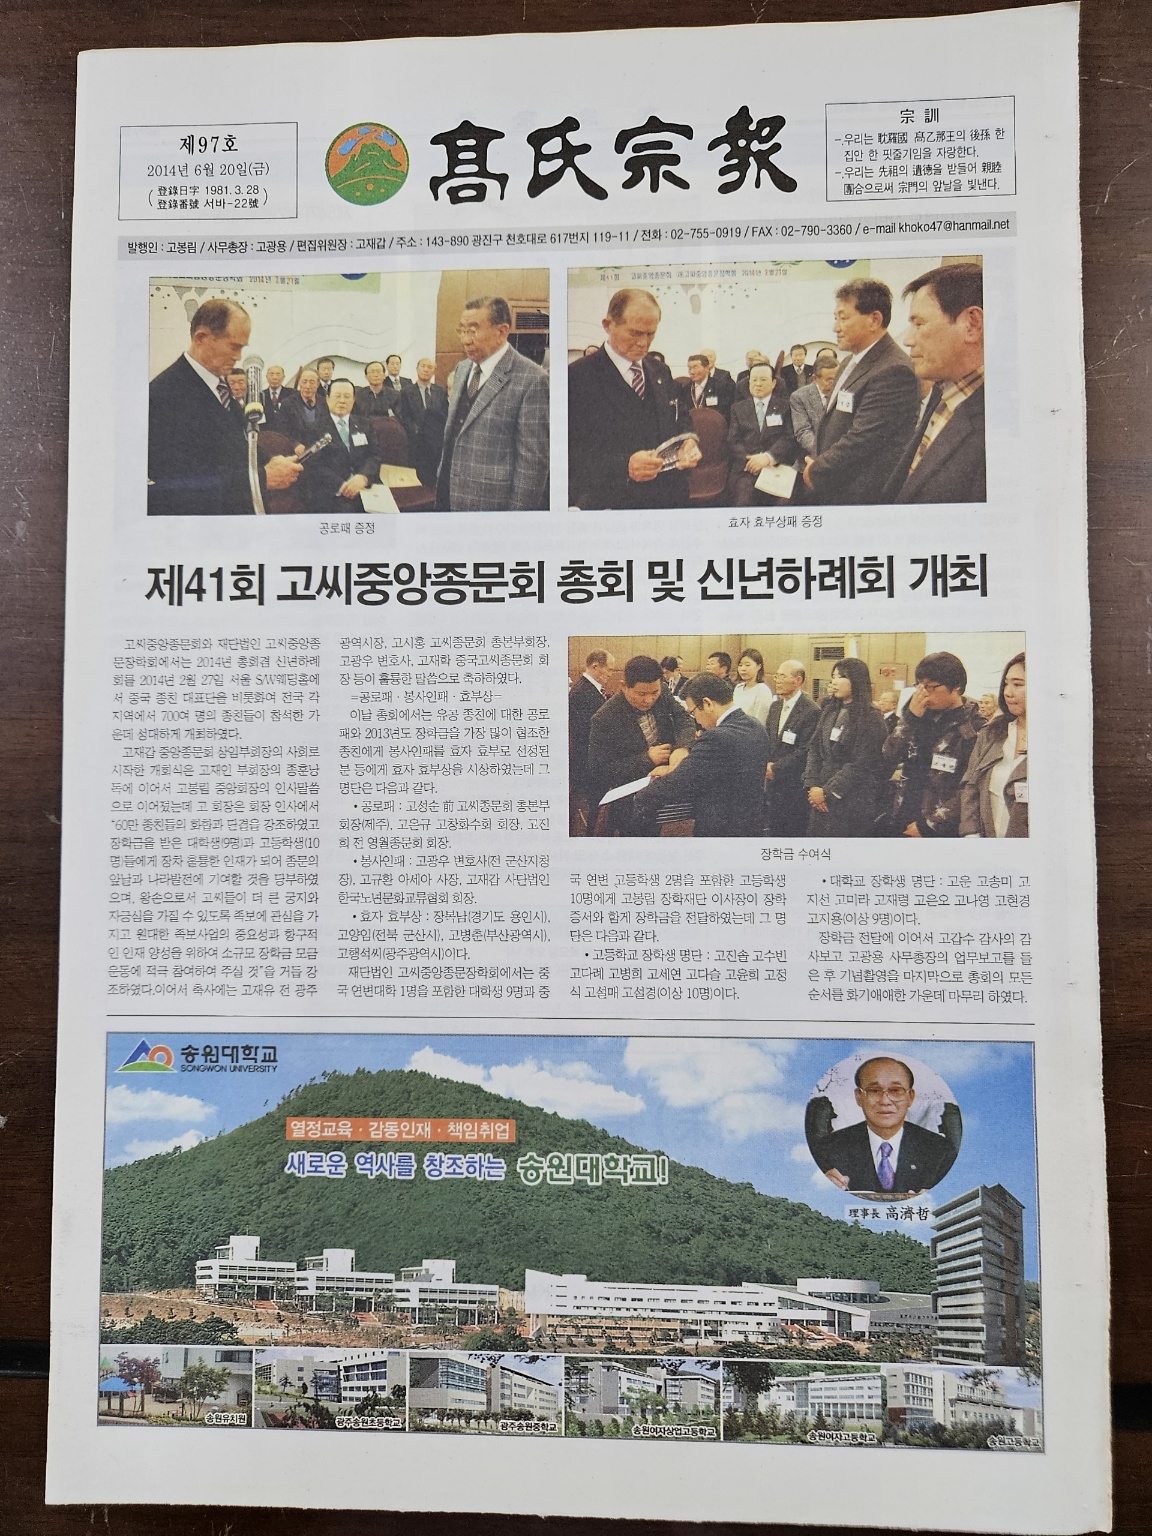 제97호
2014년 6월 20일(금)
(登錄日字 1981. 3. 28
登錄番號 서바-22號)
高氏宗報
宗 訓
-.우리는 耽羅國 高乙那王의 後孫 한
집안 한 핏줄기임을 자랑한다.
-.우리는 先祖의 遺德을 받들어 親睦
團合으로써 宗門의 앞날을 빛낸다.
발행인 : 고봉림 / 사무총장 : 고광용 / 편집위원장 : 고재갑 / 주소 : 143-890 광진구 천호대로 617번지 119-11 / 전화 : 02-755-0919 / FAX : 02-790-3360 / e-mail khoko47@hanmail.net
공로패 증정
효자 효부상패 증정
제41회 고씨중앙종문회 총회 및 신년하례회 개최
고씨중앙종문회와 재단법인 고씨중앙종
문장학회에서는 2014년 총회겸 신년하례
회를 2014년 2월 27일 서울 S/W웨딩홀에
서 중국 종친 대표단을 비롯하여 전국 각
지역에서 700여 명의 종친들이 참석한 가
운데 성대하게 개최하였다.
고재갑 중앙종문회 상임부회장의 사회로
시작한 개회식은 고재인 부회장의 종훈낭
독에 이어서 고봉림 중앙회장의 인사말씀
으로 이어졌는데 고 회장은 회장 인사에서
"60만 종친들의 화합과 단결을 강조하였고
장학금을 받은 대학생(9명)과 고등학생(10
명)들에게 장차 훌륭한 인재가 되어 종문의
앞날과 나라발전에 기여할 것을 당부하였
으며, 왕손으로서 고씨들이 더 큰 긍지와
자긍심을 가질 수 있도록 족보에 관심을 가
지고 원대한 족보사업의 중요성과 항구적
인 인재 양성을 위하여 소규모 장학금 모금
운동에 적극 참여하여 주실 것"을 거듭 강
조하였다.이어서 축사에는 고재유 전 광주
광역시장, 고시홍 고씨종문회 총본부회장,
고광우 변호사, 고재학 중국고씨종문회 회
장 등이 훌륭한 말씀으로 축하하였다.
-공로패·봉사인패·효부상-
이날 총회에서는 유공 종친에 대한 공로
패와 2013년도 장학금을 가장 많이 협조한
종친에게 봉사인패를 효자 효부로 선정된
분 등에게 효자 효부상을 시상하였는데 그
명단은 다음과 같다.
• 공로패 : 고성순 前 고씨종문회 총본부
회장(제주), 고은규 고창화수회 회장, 고진
희 전 영월종문회 회장.
• 봉사인패 : 고광우 변호사(전 군산지청
장), 고규환 아세아 사장, 고재갑 사단법인
한국노년문화교류협회 회장.
• 효자 효부상 : 장복남(경기도 용인시),
고양임(전북 군산시), 고병춘(부산광역시),
고행석씨(광주광역시)이다.
재단법인 고씨중앙종문장학회에서는 중
국 연변대학 1명을 포함한 대학생 9명과 중
장학금 수여식
국 연변 고등학생 2명을 포함한 고등학생
10명에게 고봉림 장학재단 이사장이 장학
증서와 함게 장학금을 전달하였는데 그 명
단은 다음과 같다.
• 고등학교 장학생 명단 : 고진솔 고수빈
고다례 고병희 고세연 고다슬 고윤희 고정
식 고설매 고설경(이상 10명)이다.
• 대학교 장학생 명단 : 고운 고송미 고
지선 고미라 고재령 고은오 고나영 고현경
고지용(이상 9명)이다.
장학금 전달에 이어서 고갑수 감사의 감
사보고 고광용 사무총장의 업무보고를 들
은 후 기념촬영을 마지막으로 총회의 모든
순서를 화기애애한 가운데 마무리 하였다.
송원대학교
SONGWON UNIVERSITY
열정교육 · 감동인재 · 책임취업
새로운 역사를 창조하는 송원대학교!
理事長 高濟哲
송원유치원
광주송원초등학교
광주송원중학교
송원여자상업고등학교
송원여자고등학교
송원고등학교